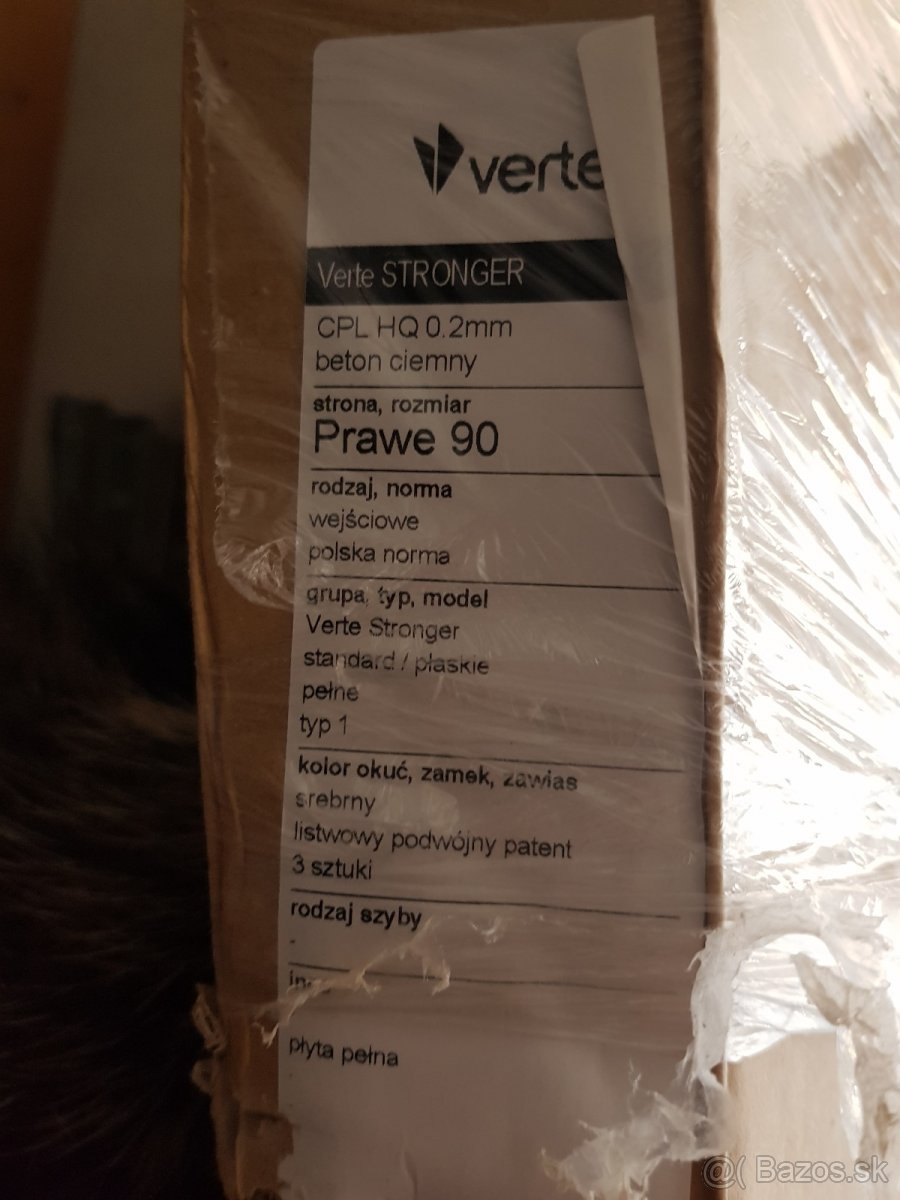 verte
Verte STRONGER
CPL HQ 0.2mm
beton ciemny
strona, rozmiar
Prawe 90
rodzaj, norma
wejściowe
polska norma
grupa, typ, model
Verte Stronger
standard / płaskie
pełne
typ 1
kolor okuć, zamek, zawias
srebrny
listwowy podwójny patent
3 sztuki
rodzaj szyby
-
płyta pełna
@( Bazos.sk